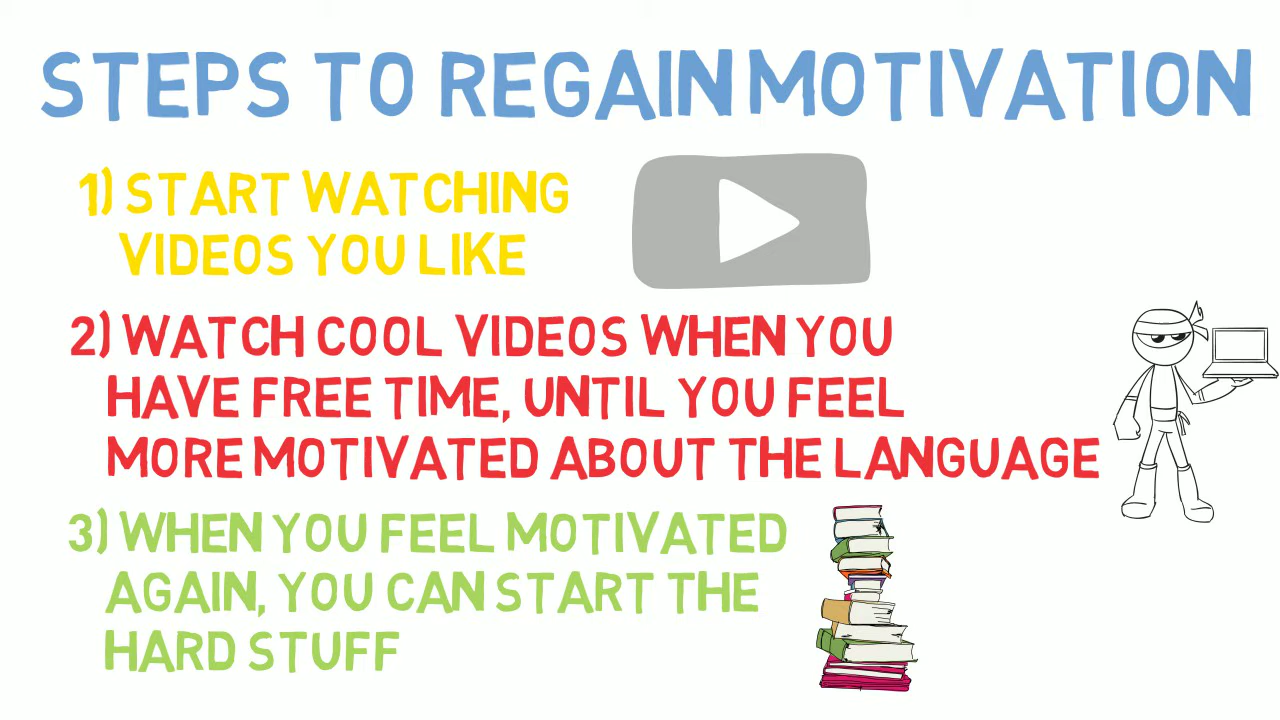 STEPS TO REGAIN MOTIVATION
1) START WATCHING
VIDEOS YOU LIKE
2) WATCH COOL VIDEOS WHEN YOU
HAVE FREE TIME, UNTIL YOU FEEL
MORE MOTIVATED ABOUT THE LANGUAGE
3) WHEN YOU FEEL MOTIVATED
AGAIN, YOU CAN START THE
HARD STUFF